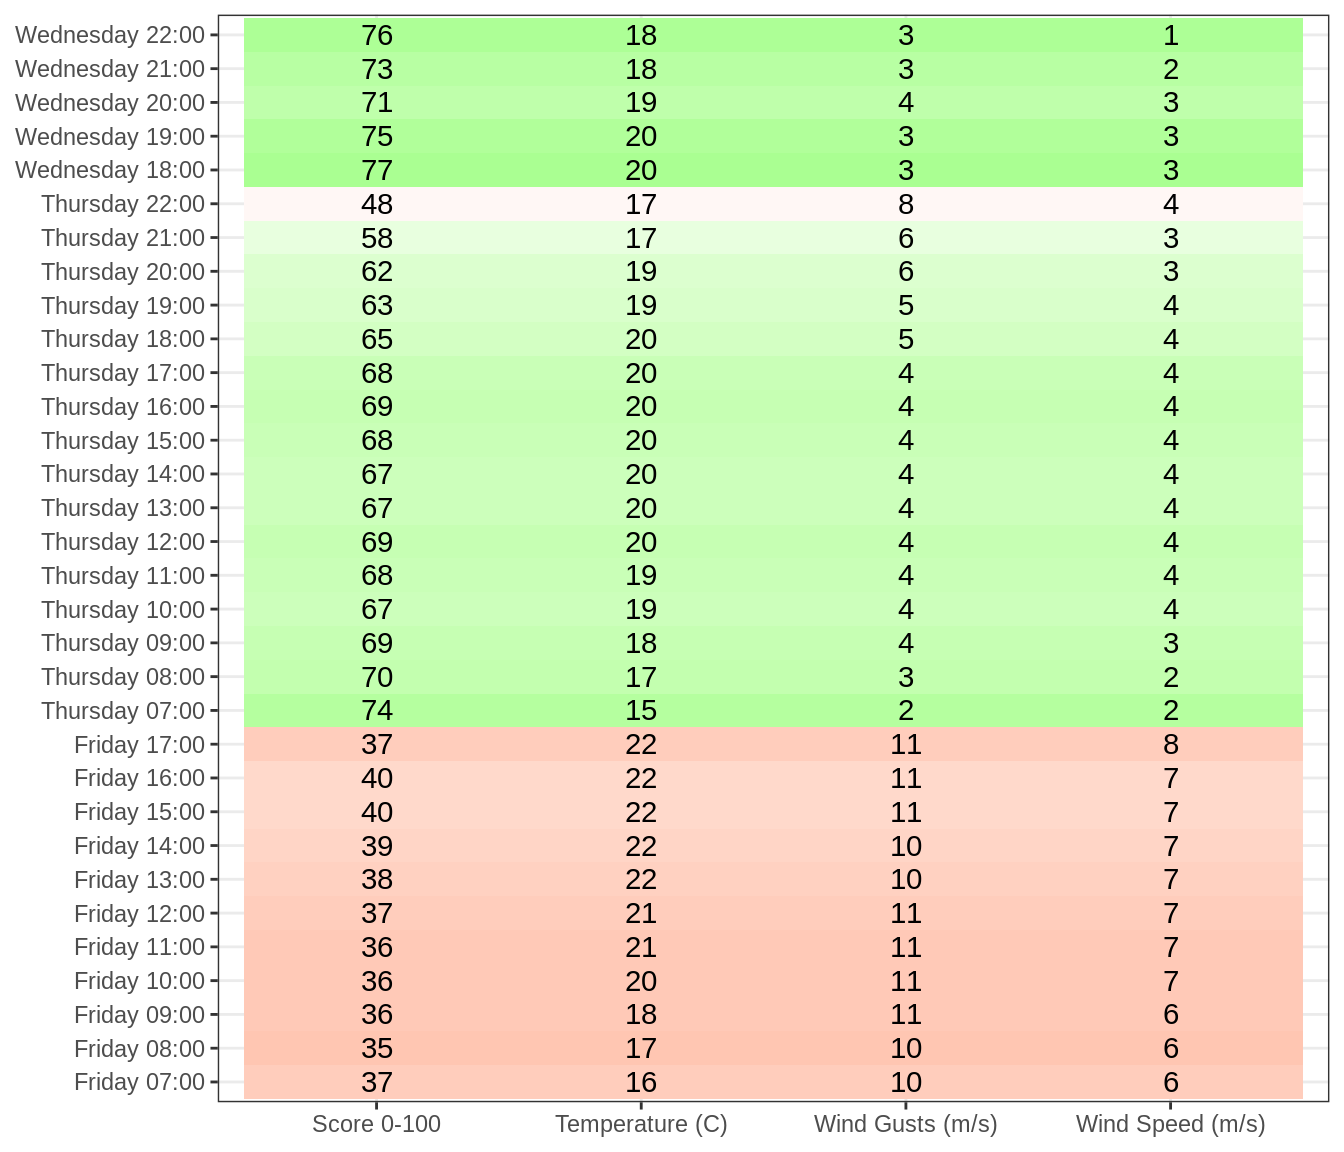 Wednesday 22:00 76 18 3 1
Wednesday 21:00 73 18 3 2
Wednesday 20:00 71 19 4 3
Wednesday 19:00 75 20 3 3
Wednesday 18:00 77 20 3 3
Thursday 22:00 48 17 8 4
Thursday 21:00 58 17 6 3
Thursday 20:00 62 19 6 3
Thursday 19:00 63 19 5 4
Thursday 18:00 65 20 5 4
Thursday 17:00 68 20 4 4
Thursday 16:00 69 20 4 4
Thursday 15:00 68 20 4 4
Thursday 14:00 67 20 4 4
Thursday 13:00 67 20 4 4
Thursday 12:00 69 20 4 4
Thursday 11:00 68 19 4 4
Thursday 10:00 67 19 4 4
Thursday 09:00 69 18 4 3
Thursday 08:00 70 17 3 2
Thursday 07:00 74 15 2 2
Friday 17:00 37 22 11 8
Friday 16:00 40 22 11 7
Friday 15:00 40 22 11 7
Friday 14:00 39 22 10 7
Friday 13:00 38 22 10 7
Friday 12:00 37 21 11 7
Friday 11:00 36 21 11 7
Friday 10:00 36 20 11 7
Friday 09:00 36 18 11 6
Friday 08:00 35 17 10 6
Friday 07:00 37 16 10 6
Score 0-100 Temperature (C) Wind Gusts (m/s) Wind Speed (m/s)